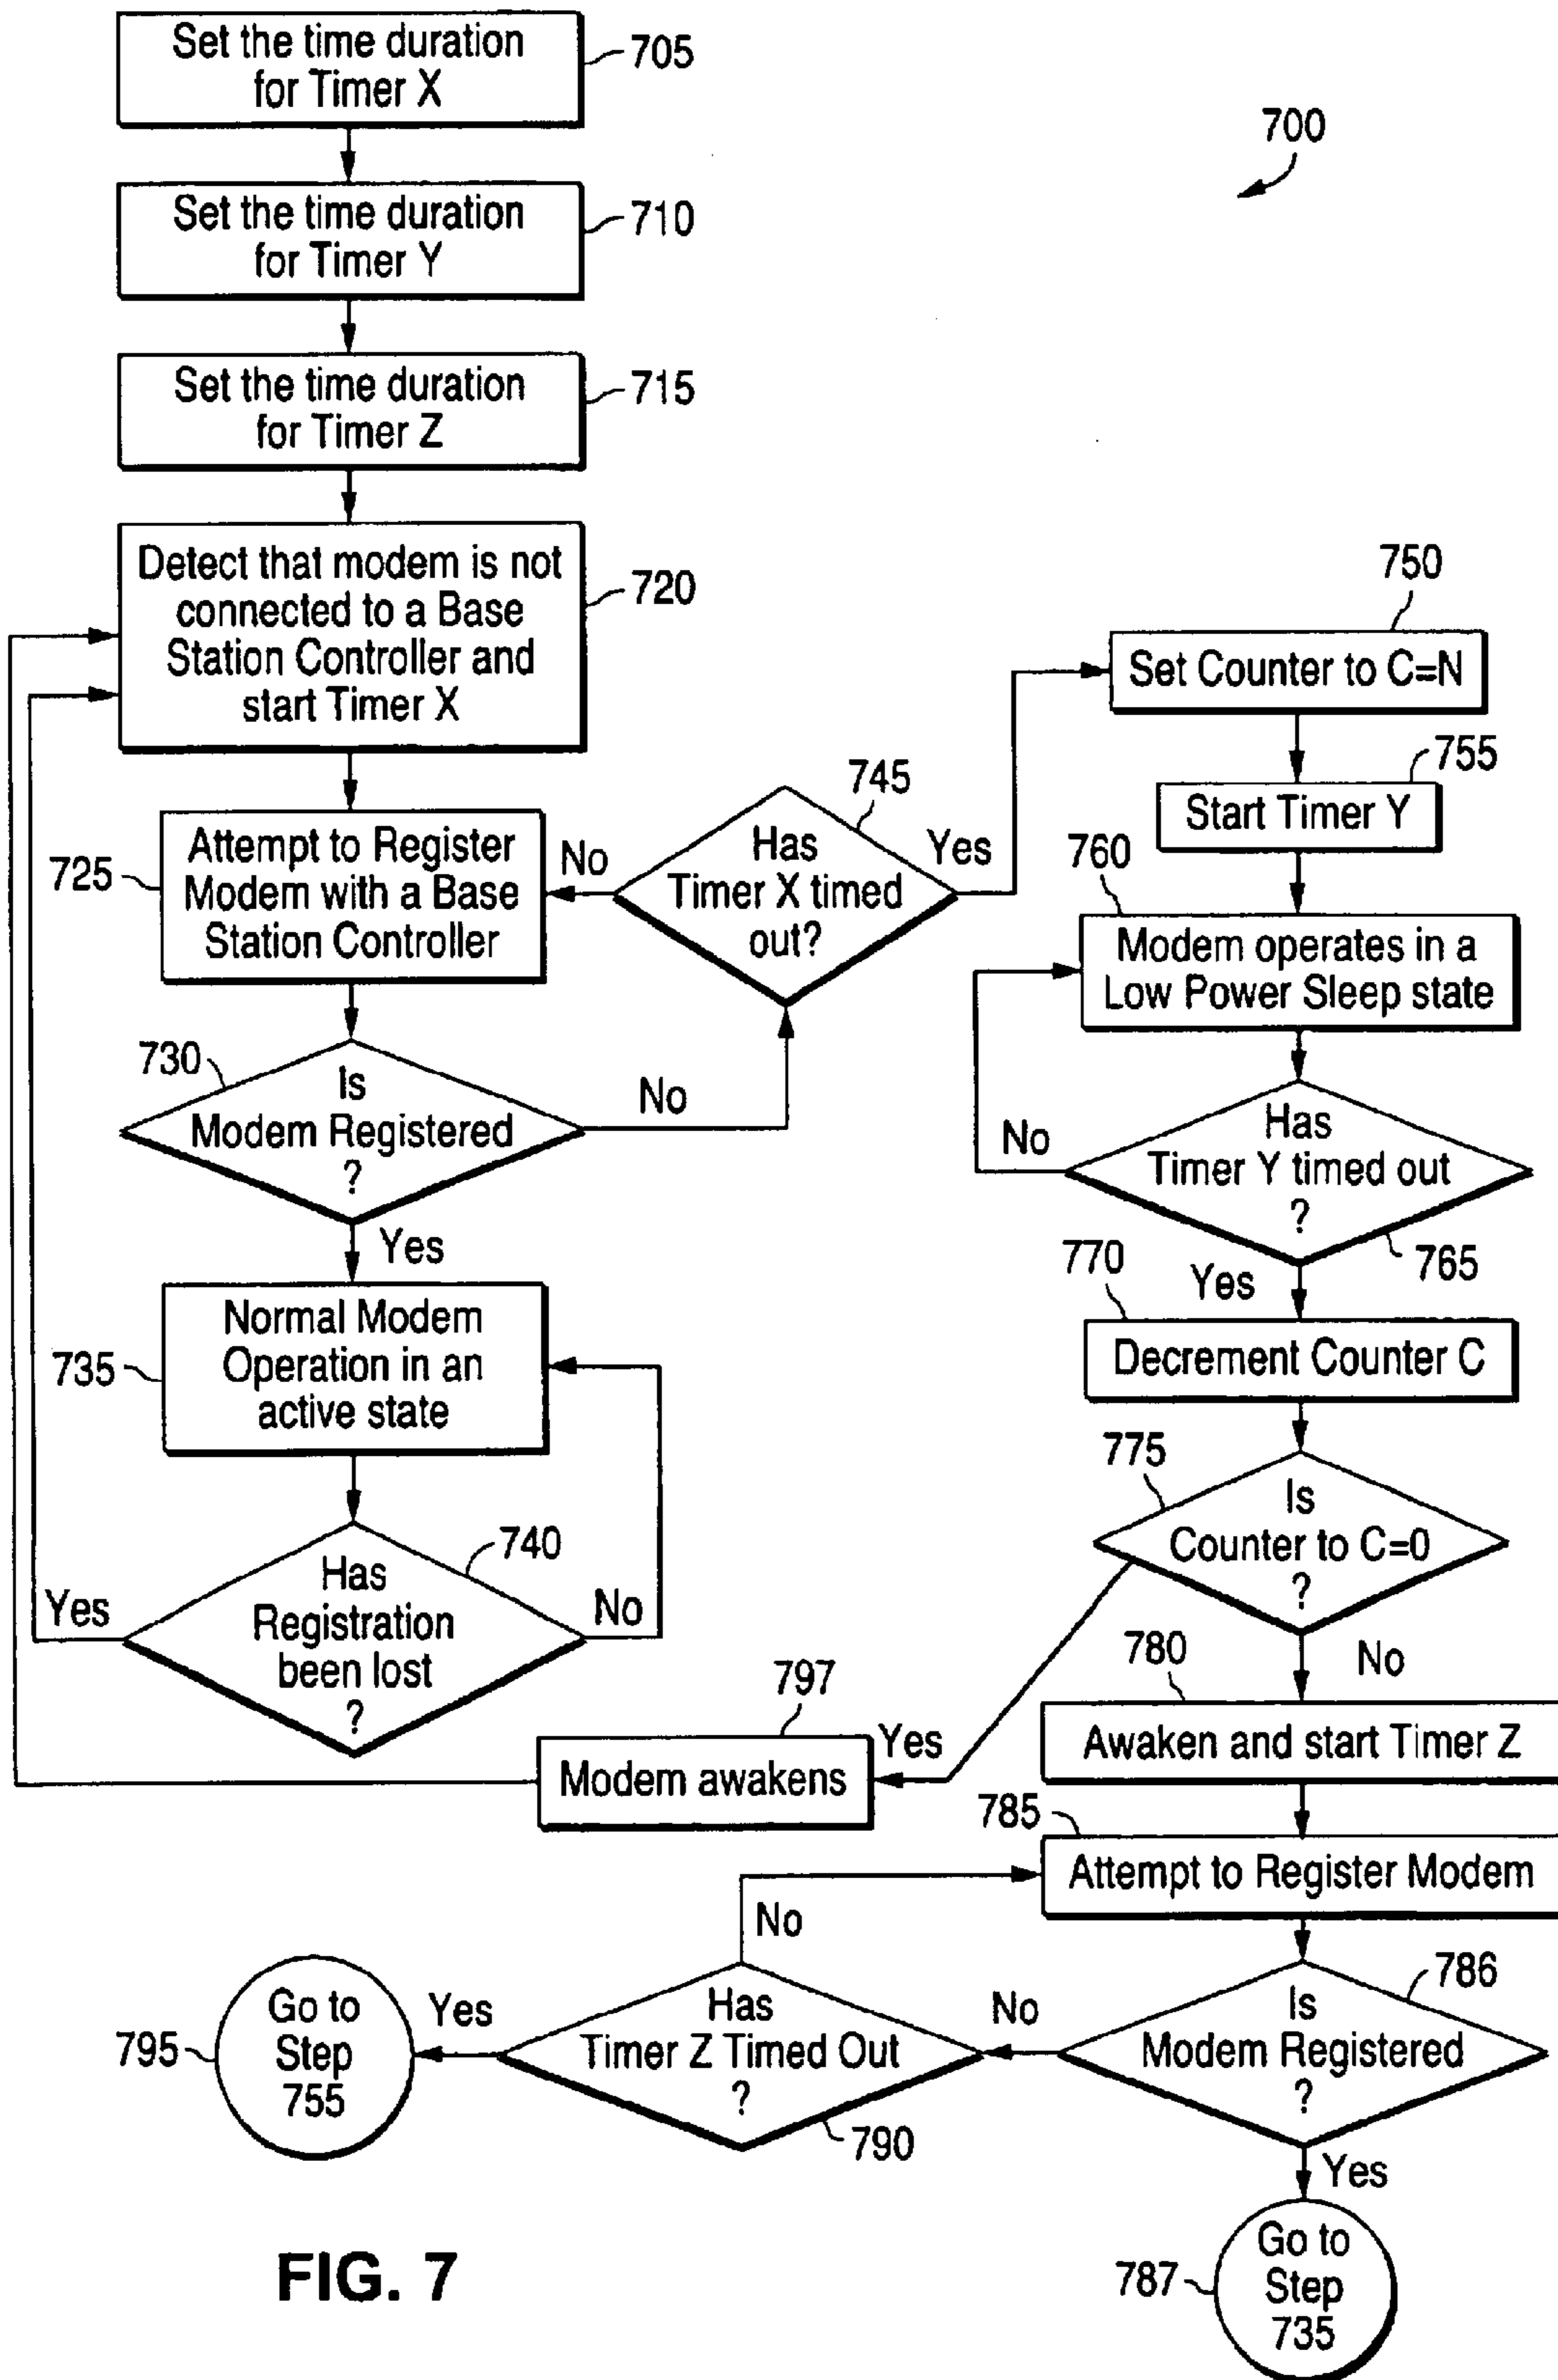 Set the time duration
for Timer X
705
700
Set the time duration
for Timer Y
710
Set the time duration
for Timer Z
715
Detect that modem is not
connected to a Base
Station Controller and
start Timer X
720
725
Attempt to Register
Modem with a Base
Station Controller
730
Is
Modem Registered
?
No
Yes
735
Normal Modem
Operation in an
active state
740
Has
Registration
been lost
?
Yes
No
745
Has
Timer X timed
out?
No
Yes
750
Set Counter to C=N
755
Start Timer Y
760
Modem operates in a
Low Power Sleep state
Has
Timer Y timed out
?
No
765
Yes
770
Decrement Counter C
775
Is
Counter to C=0
?
No
Yes
797
Modem awakens
780
Awaken and start Timer Z
785
Attempt to Register Modem
786
Is
Modem Registered
?
No
Yes
Has
Timer Z Timed Out
?
No
790
Yes
795
Go to
Step
755
787
Go to
Step
735
FIG. 7